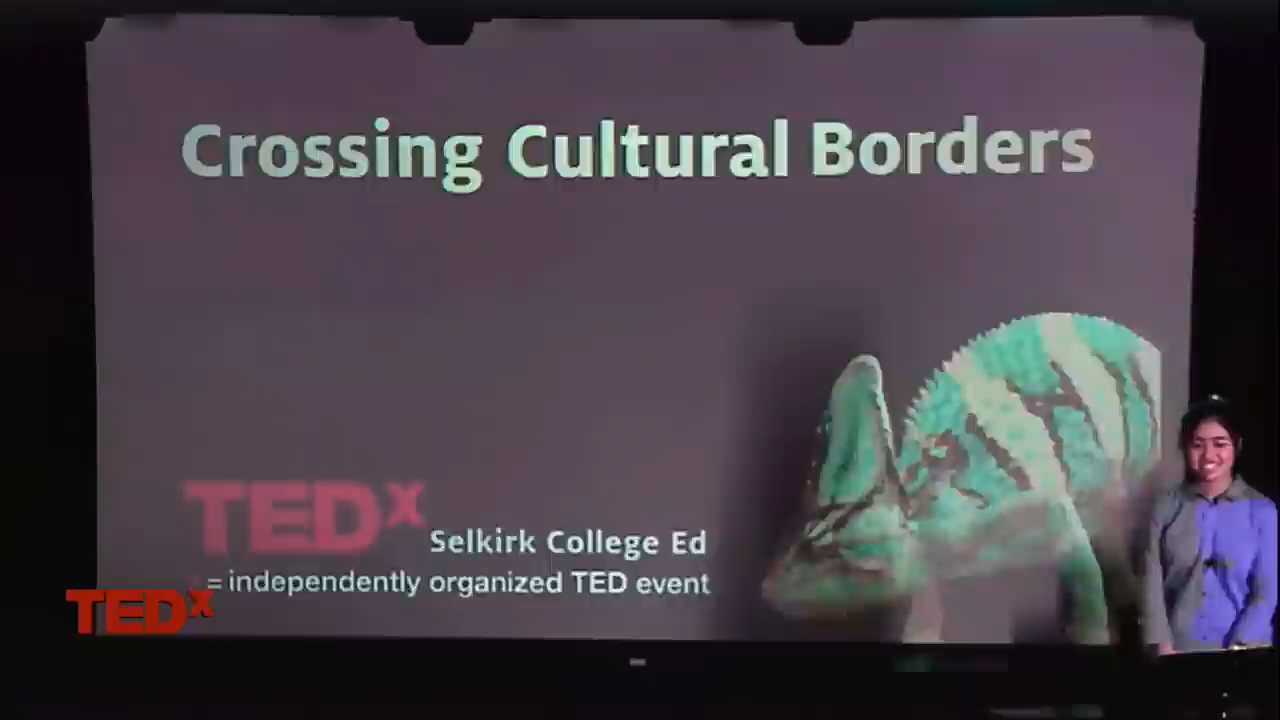 Crossing Cultural Borders
TEDx
Selkirk College Ed
= independently organized TED event
TEDx